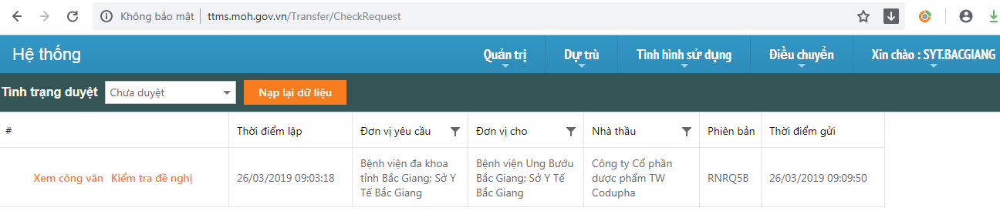 Không bảo mật ttms.moh.gov.vn/Transfer/CheckRequest
Hệ thống Quản trị Dự trù Tình hình sử dụng Điều chuyển Xin chào : SYT.BACGIANG
Tình trạng duyệt Chưa duyệt Nạp lại dữ liệu
# Thời điểm lập Đơn vị yêu cầu Đơn vị cho Nhà thầu Phiên bản Thời điểm gửi
Xem công văn Kiểm tra đề nghị
26/03/2019 09:03:18
Bệnh viện đa khoa
tỉnh Bắc Giang; Sở Y
Tế Bắc Giang
Bệnh viện Ung Bướu
Bắc Giang; Sở Y Tế
Bắc Giang
Công ty Cổ phần
dược phẩm TW
Codupha
RNRQ5B
26/03/2019 09:09:50